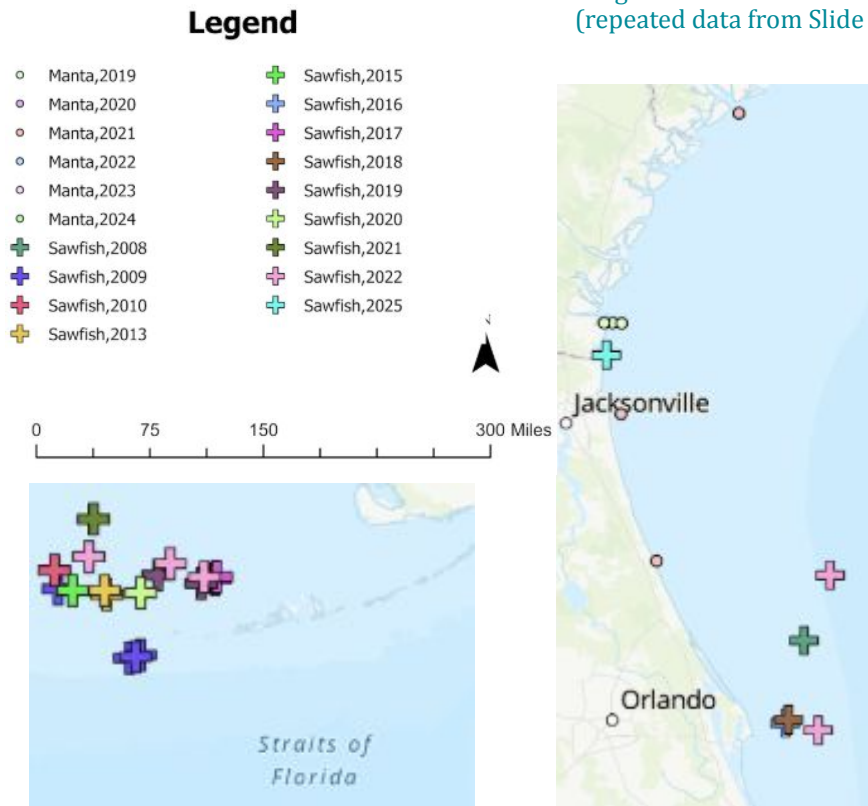 (repeated data from Slide
Legend
Manta,2019
Manta,2020
Manta,2021
Manta,2022
Manta,2023
Manta,2024
Sawfish,2008
Sawfish,2009
Sawfish,2010
Sawfish,2013
Sawfish,2015
Sawfish,2016
Sawfish,2017
Sawfish,2018
Sawfish,2019
Sawfish,2020
Sawfish,2021
Sawfish,2022
Sawfish,2025
N
0 75 150 300 Miles
Jacksonville
Orlando
Straits of
Florida